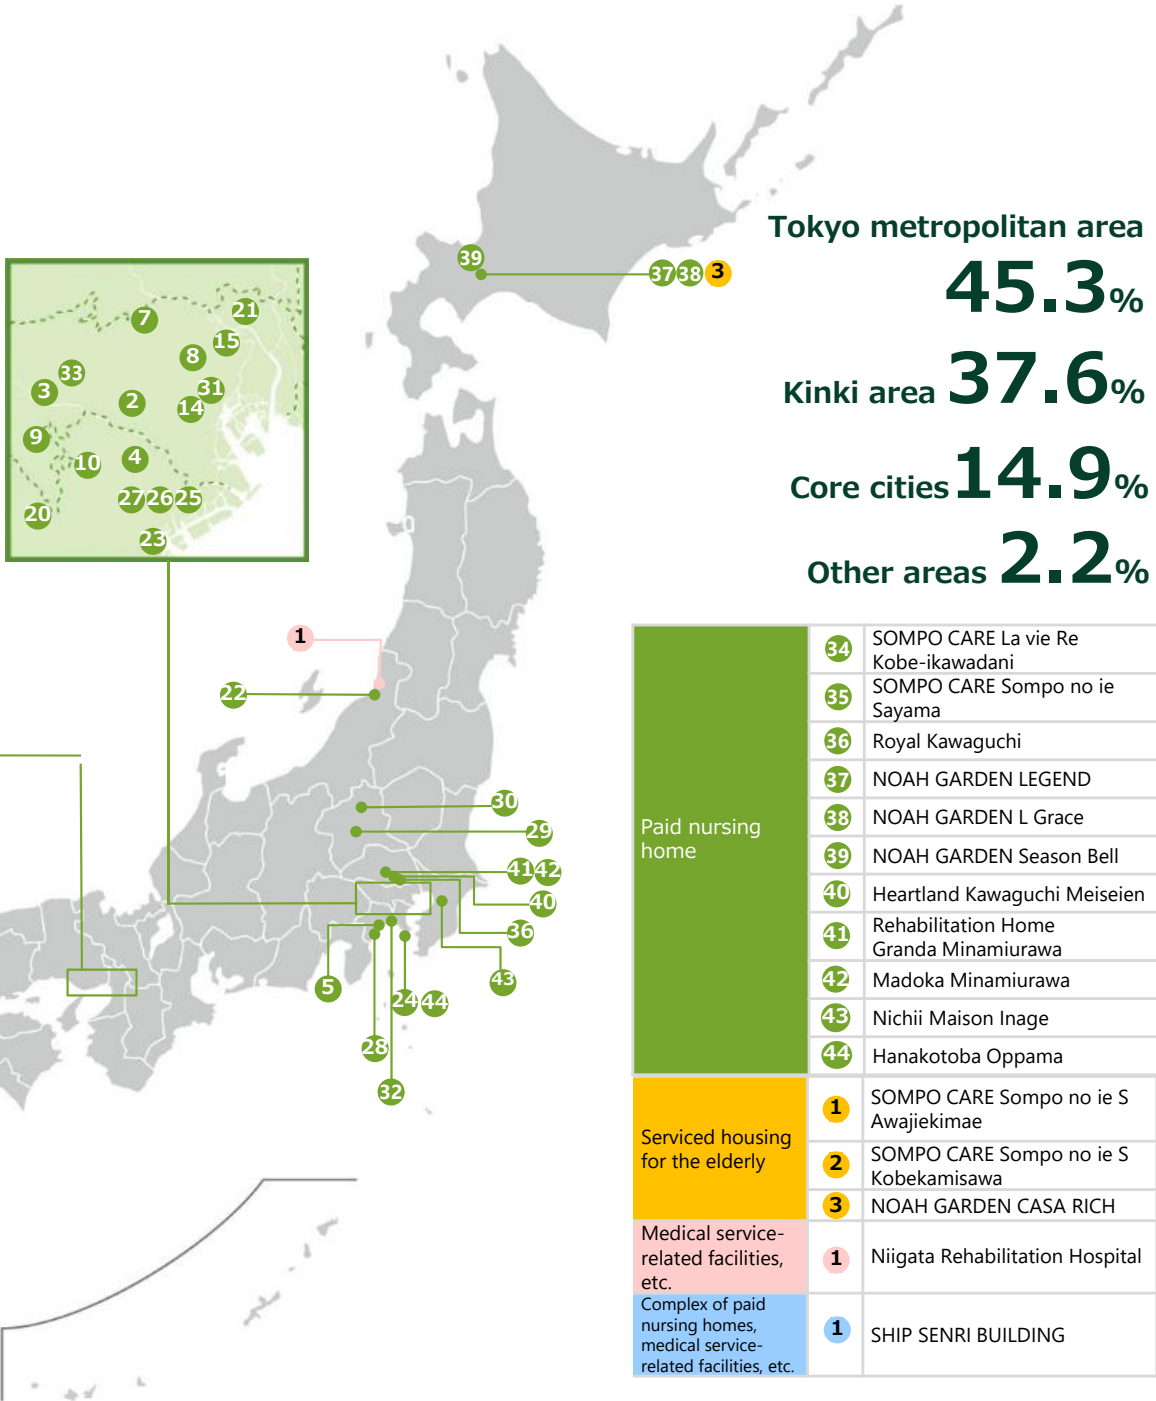 Tokyo metropolitan area
45.3%
Kinki area 37.6%
Core cities 14.9%
Other areas 2.2%
39
37 38 3
21
7
15
8
33
31
3
2
14
9
10
4
27 26 25
20
23
1
22
30
29
41 42
40
36
43
5
24 44
28
32
Paid nursing
home
34 SOMPO CARE La vie Re
Kobe-ikawadani
35 SOMPO CARE Sompo no ie
Sayama
36 Royal Kawaguchi
37 NOAH GARDEN LEGEND
38 NOAH GARDEN L Grace
39 NOAH GARDEN Season Bell
40 Heartland Kawaguchi Meiseien
41 Rehabilitation Home
Granda Minamiurawa
42 Madoka Minamiurawa
43 Nichii Maison Inage
44 Hanakotoba Oppama
Serviced housing
for the elderly
1 SOMPO CARE Sompo no ie S
Awajiekimae
2 SOMPO CARE Sompo no ie S
Kobekamisawa
3 NOAH GARDEN CASA RICH
Medical service-
related facilities,
etc.
1 Niigata Rehabilitation Hospital
Complex of paid
nursing homes,
medical service-
related facilities, etc.
1 SHIP SENRI BUILDING